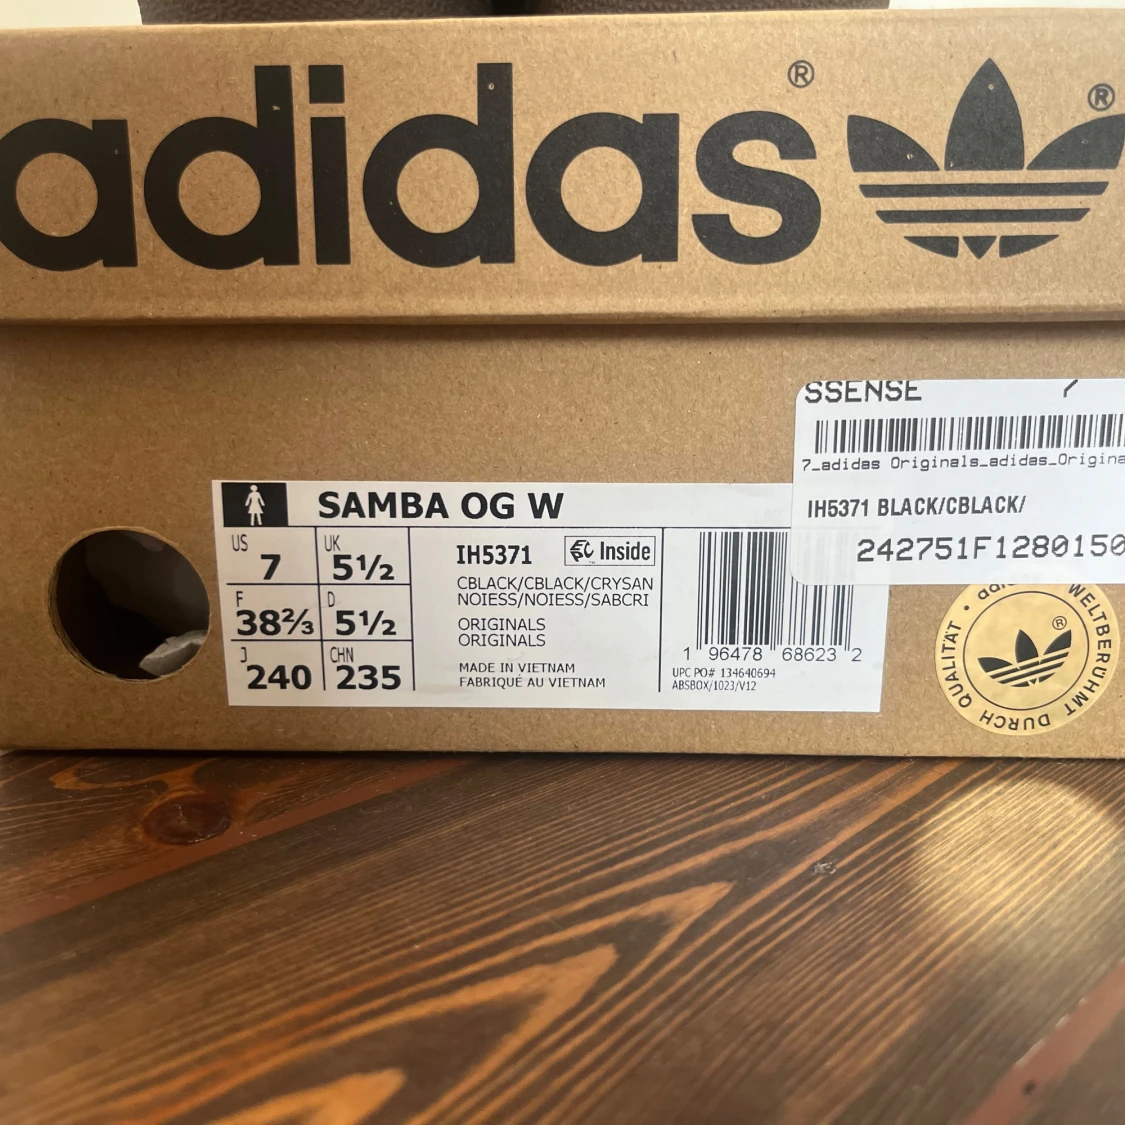 adidas® ®
SSENSE 7
7_adidas Originals_adidas_Origina
IH5371 BLACK/CBLACK/
242751F1280150
SAMBA OG W
US 7 UK 5½
F 38⅔ D 5½
J 240 CHN 235
IH5371 Inside
CBLACK/CBLACK/CRYSAN
NOIESS/NOIESS/SABCRI
ORIGINALS
ORIGINALS
MADE IN VIETNAM
FABRIQUÉ AU VIETNAM
1 96478 68623 2
UPC PO# 134640694
ABSBOX/1023/V12
WELTBERÜHMT DURCH QUALITÄT
®